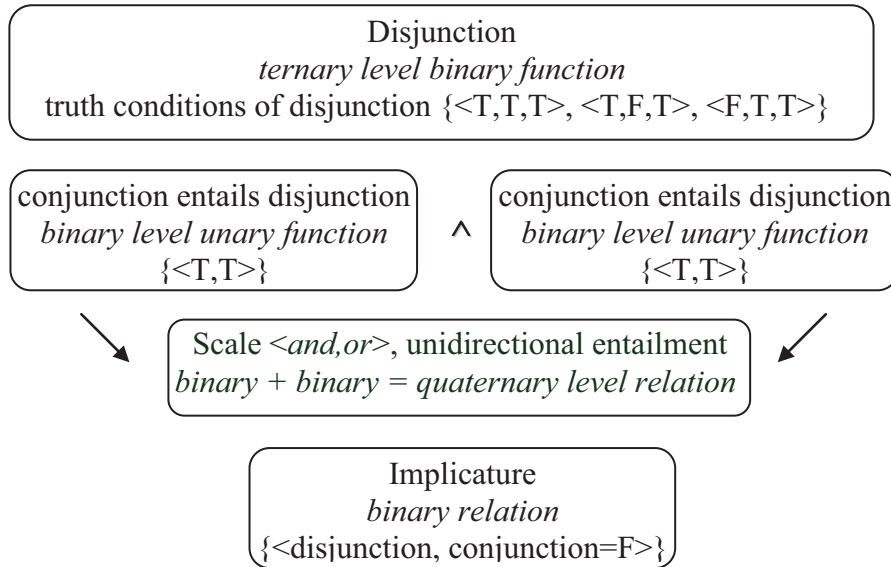 Disjunction
ternary level binary function
truth conditions of disjunction {<T,T,T>, <T,F,T>, <F,T,T>}
conjunction entails disjunction
binary level unary function
{<T,T>}
^
conjunction entails disjunction
binary level unary function
{<T,T>}
Scale <and,or>, unidirectional entailment
binary + binary = quaternary level relation
Implicature
binary relation
{<disjunction, conjunction=F>}